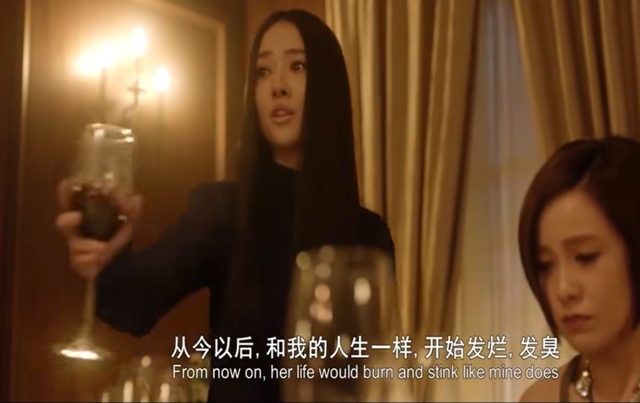 从今以后, 和我的人生一样, 开始发烂, 发臭
From now on, her life would burn and stink like mine does